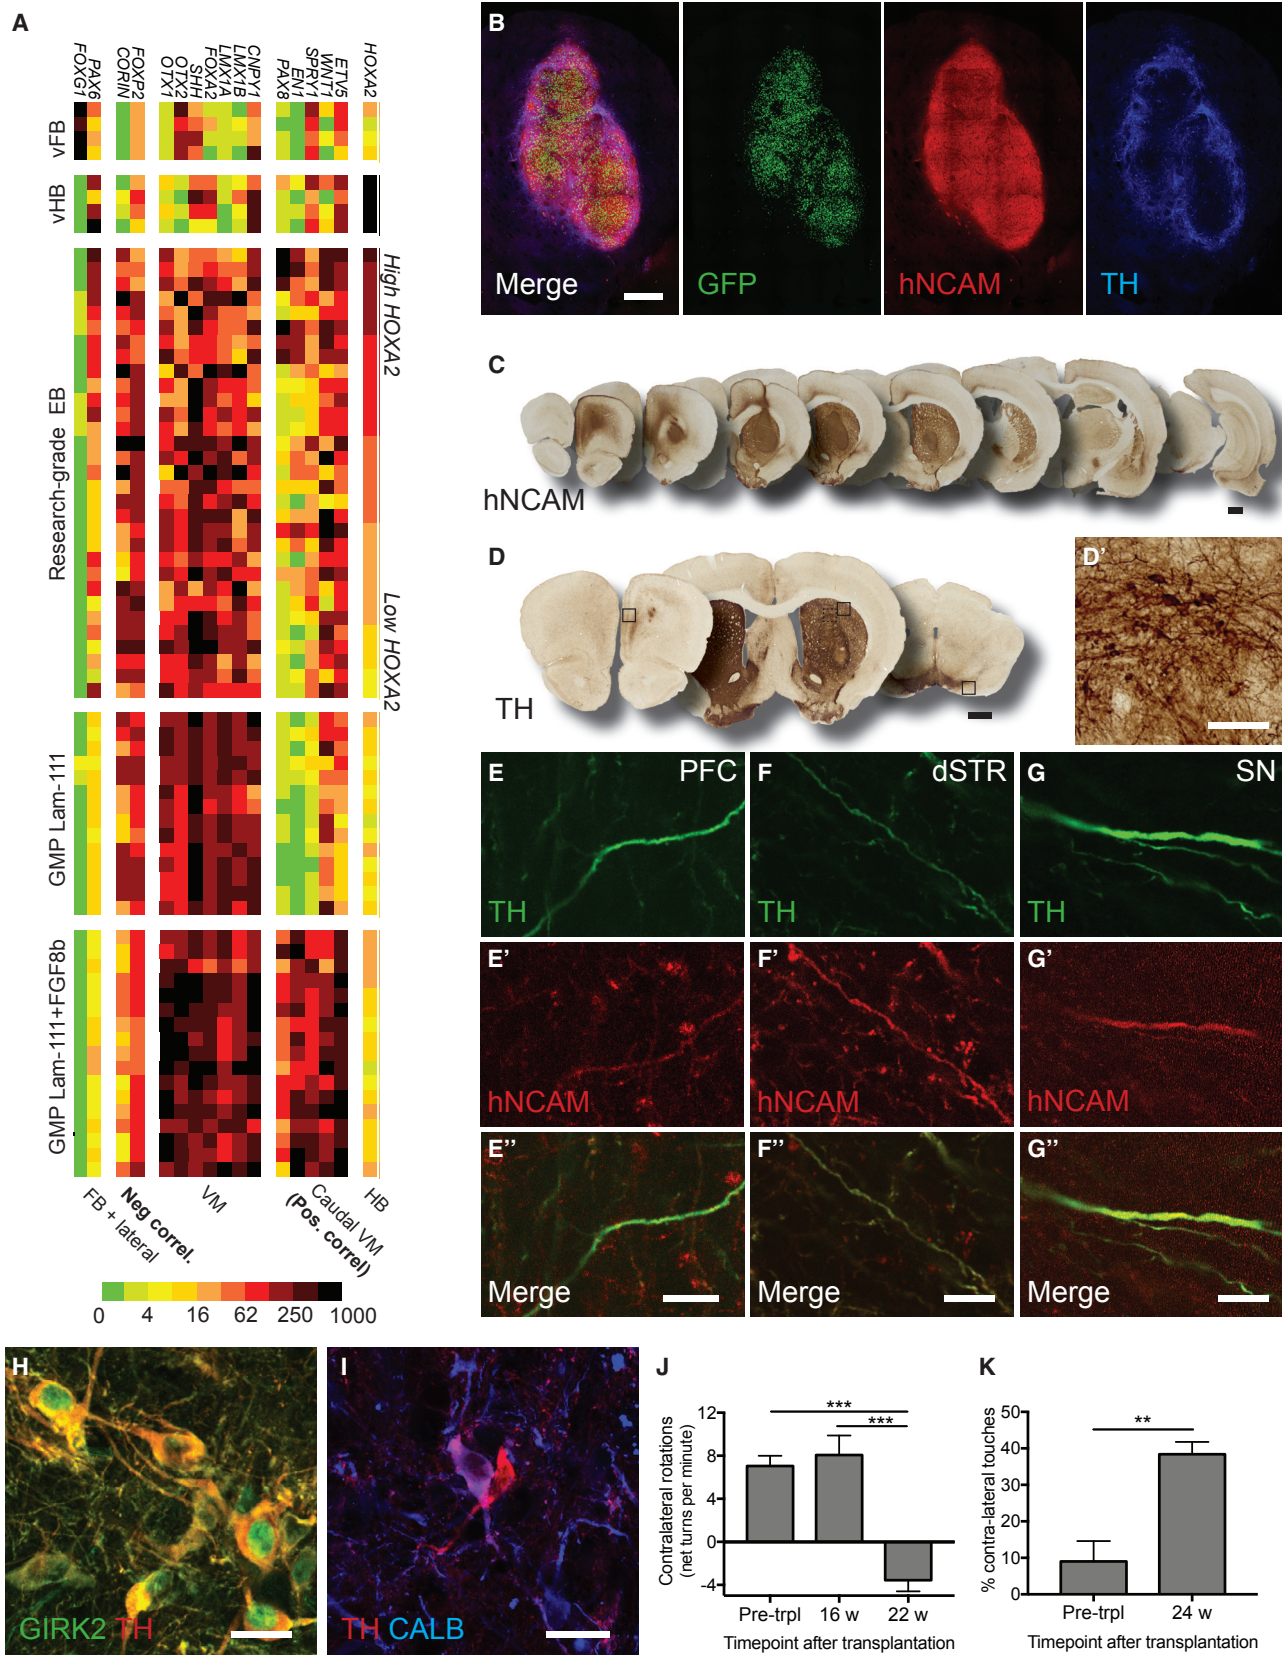 A
FOXG1
PAX6
CORIN
FOXP2
OTX1
OTX2
SHH
FOXA2
LMX1A
LMX1B
CNPY1
PAX8
EN1
SPRY1
WNT1
ETV5
HOXA2
vFB
vHB
Research-grade EB
GMP Lam-111
GMP Lam-111+FGF8b
High HOXA2
Low HOXA2
FB + lateral
Neg correl.
VM
Caudal VM
(Pos. correl)
HB
0 4 16 62 250 1000
B
Merge
GFP
hNCAM
TH
C
hNCAM
D
TH
D'
E
PFC
TH
F
dSTR
TH
G
SN
TH
E'
hNCAM
F'
hNCAM
G'
hNCAM
E''
Merge
F''
Merge
G''
Merge
H
GIRK2 TH
I
TH CALB
J
Contralateral rotations
(net turns per minute)
12
8
4
0
-4
***
***
Pre-trpl 16 w 22 w
Timepoint after transplantation
K
% contra-lateral touches
50
40
30
20
10
0
**
Pre-trpl 24 w
Timepoint after transplantation